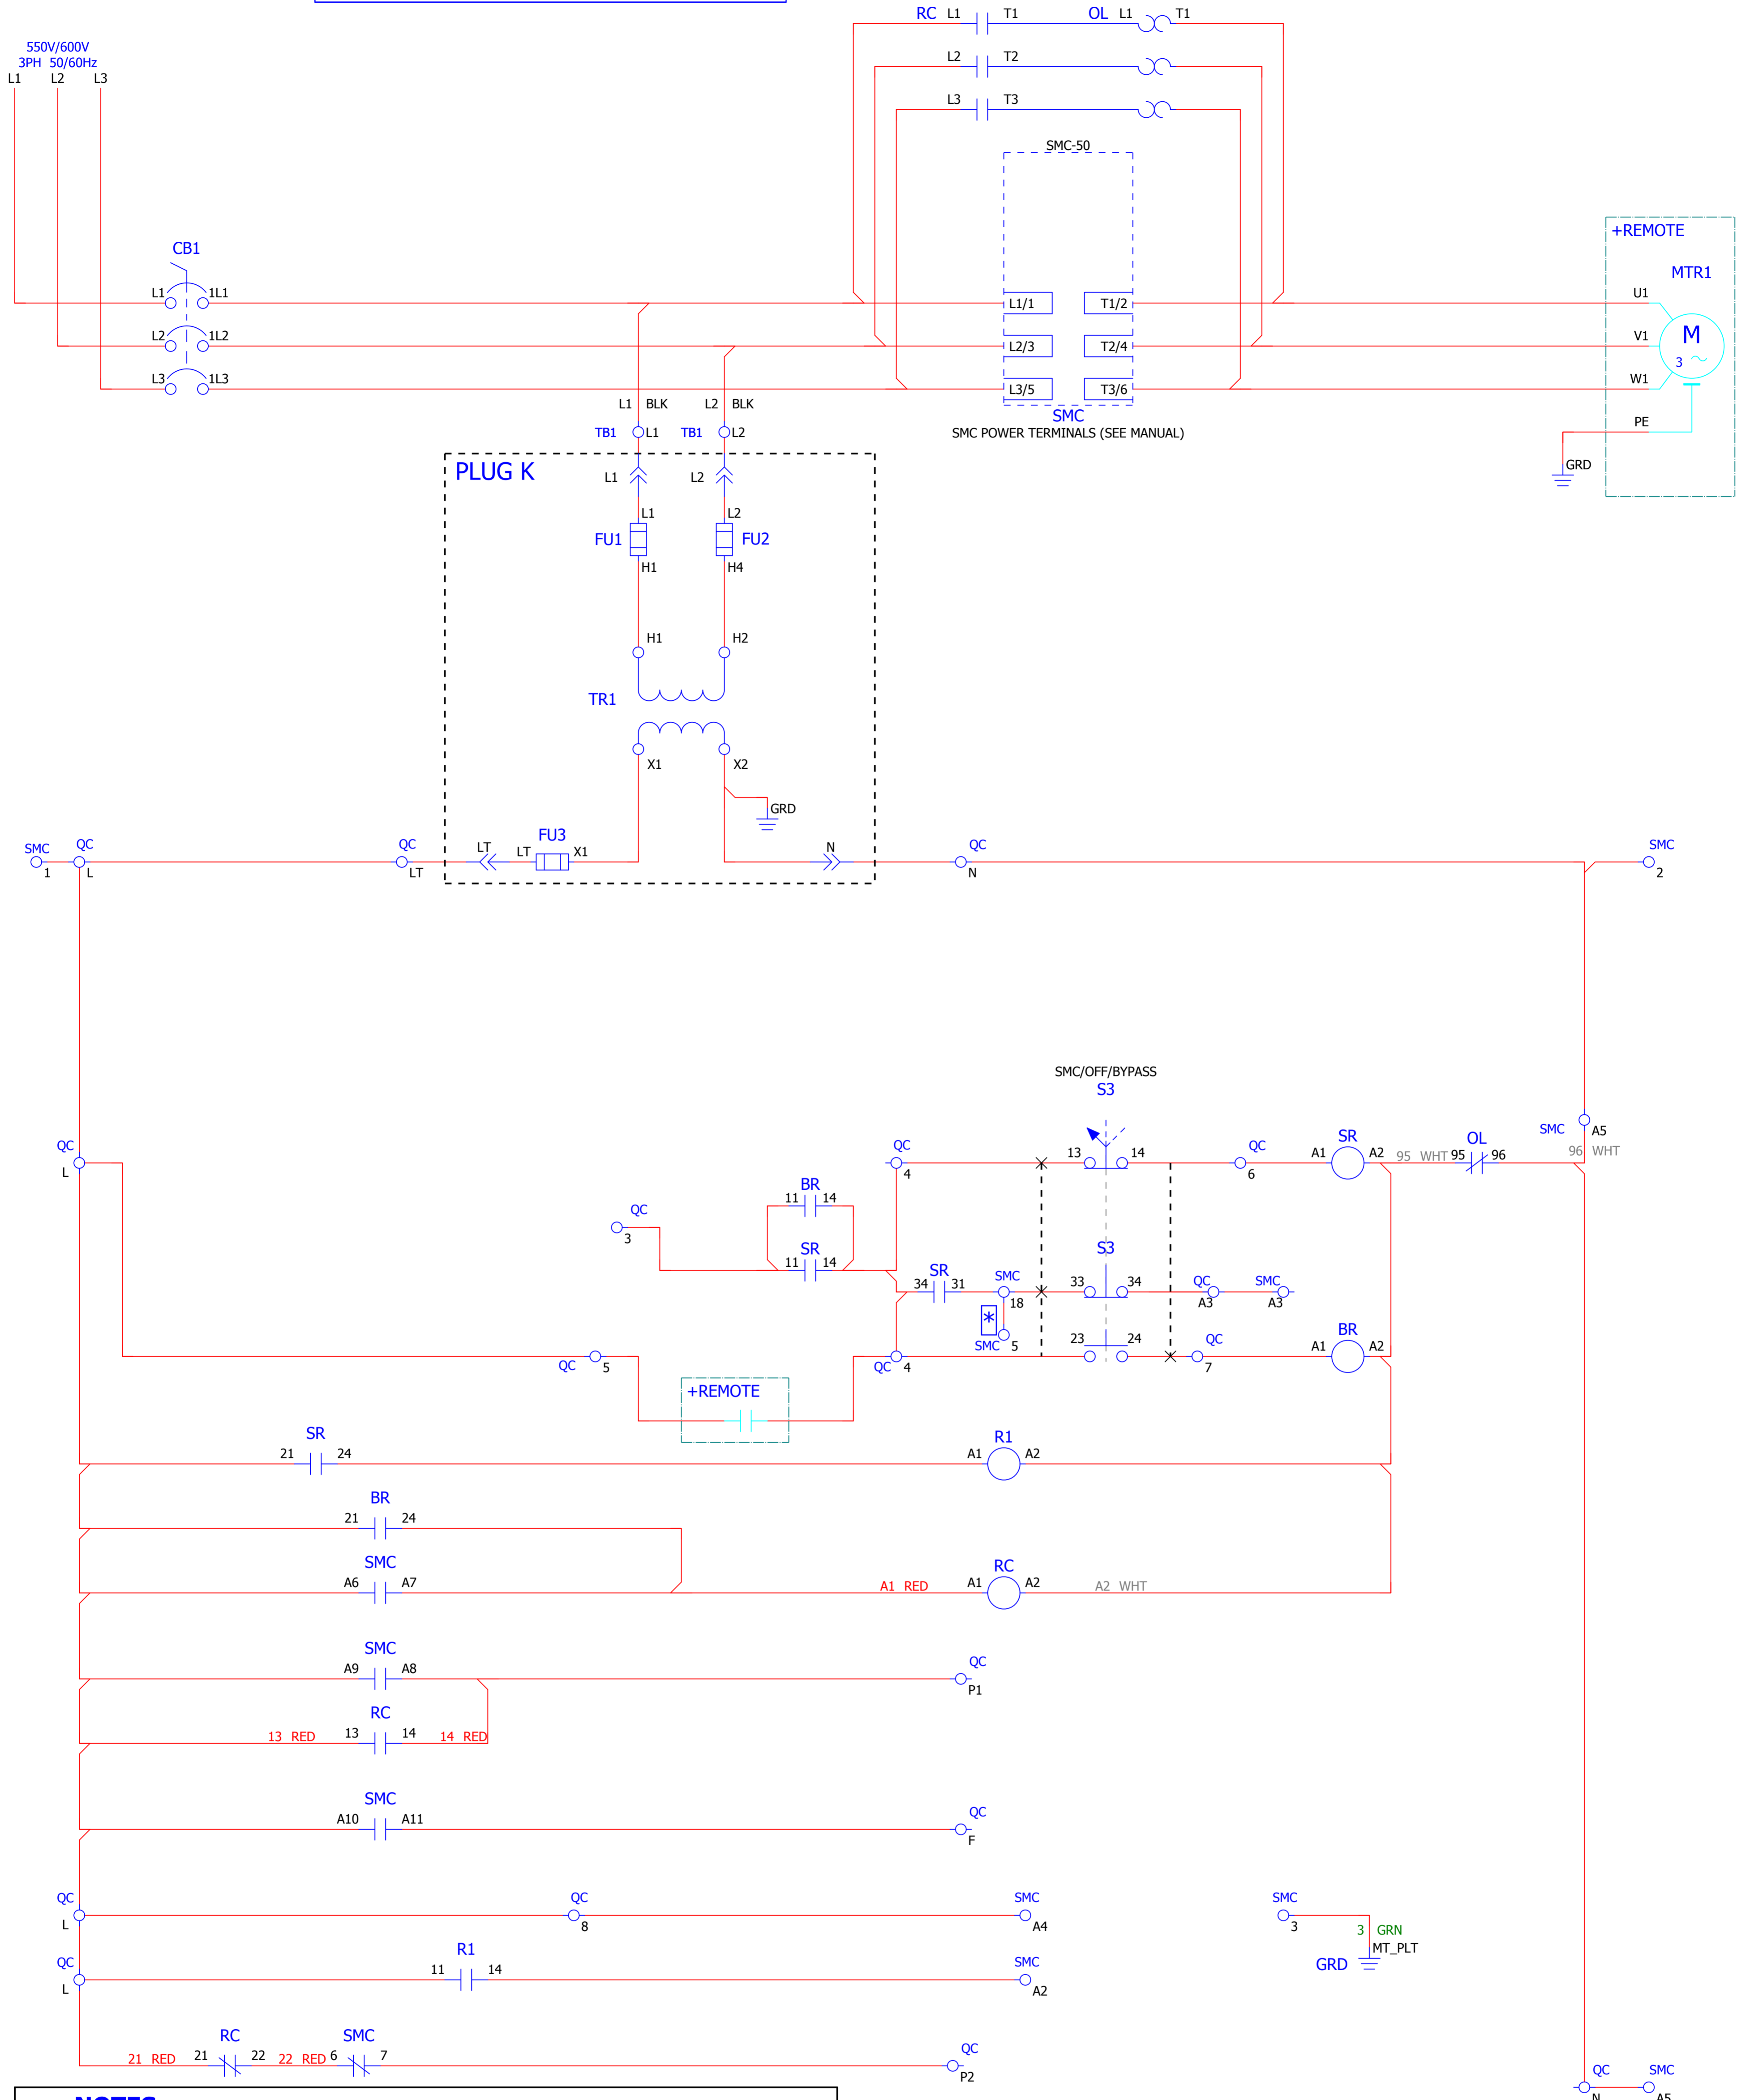 RC L1 T1 OL L1 T1
550V/600V
3PH 50/60Hz
L1 L2 L3
L2 T2
L3 T3
SMC-50
+REMOTE
CB1
MTR1
L1 1L1 L1/1 T1/2 U1
L2 1L2 L2/3 T2/4 V1
M
3
L3 1L3 L3/5 T3/6 W1
L1 BLK L2 BLK
SMC
SMC POWER TERMINALS (SEE MANUAL)
PE
TB1 L1 TB1 L2
PLUG K
L1 L2
GRD
L1 L2
FU1 FU2
H1 H4
H1 H2
TR1
X1 X2
GRD
SMC QC QC FU3 QC SMC
LT LT X1 N
1 L LT N 2
SMC/OFF/BYPASS
S3
SMC A5
QC QC 13 14 QC SR OL
A1 A2 95 WHT 95 96 96 WHT
L 4 6
BR
11 14
QC
3
SR S3
11 14
SR SMC QC SMC
34 31 33 34
18 A3 A3
*
SMC 5
23 24 QC BR
A1 A2
QC 5 QC 4 7
+REMOTE
SR R1
21 24 A1 A2
BR
21 24
SMC RC
A6 A7 A1 RED A1 A2 A2 WHT
SMC QC
A9 A8
P1
RC
13 RED 13 14 14 RED
SMC QC
A10 A11
F
QC QC SMC SMC
L 8 A4 3
3 GRN
MT_PLT
GRD
QC R1 SMC
11 14
L A2
RC SMC QC
21 RED 21 22 22 RED 6 7
P2
QC SMC
N A5
NOTES